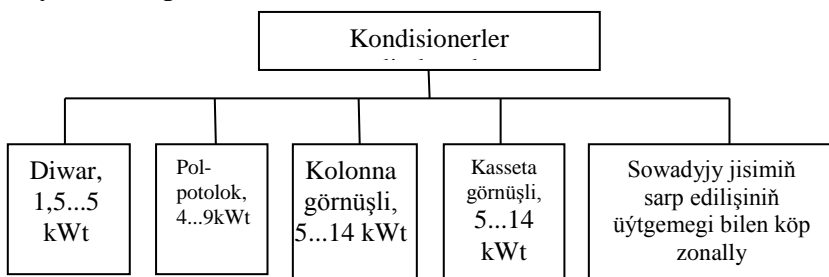 Kondisionerler
Diwar,
1,5...5
kWt
Pol-
potolok,
4...9kWt
Kolonna
görnüşli,
5...14 kWt
Kasseta
görnüşli,
5...14
kWt
Sowadyjy jisimiň
sarp edilişiniň
üýtgemegi bilen köp
zonally